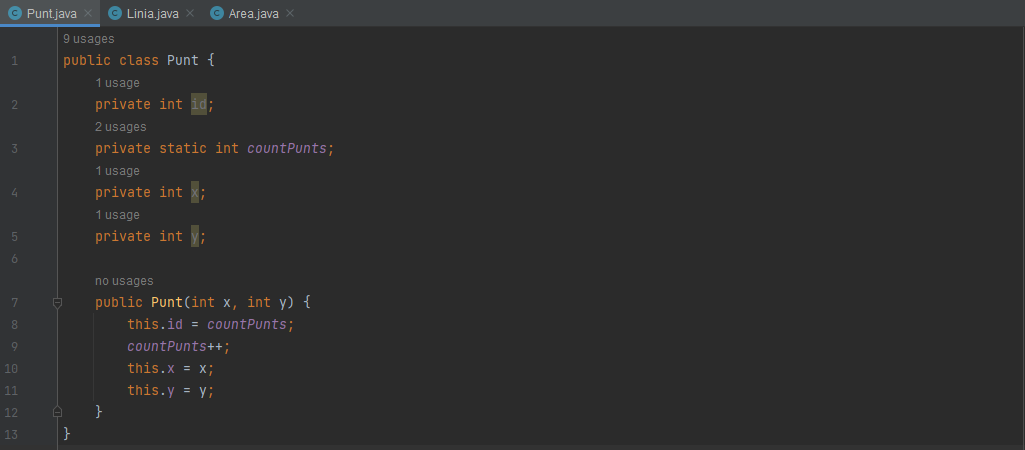 Punt.java Linia.java Area.java
9 usages
1 public class Punt {
1 usage
2 private int id;
2 usages
3 private static int countPunts;
1 usage
4 private int x;
1 usage
5 private int y;
6
no usages
7 public Punt(int x, int y) {
8 this.id = countPunts;
9 countPunts++;
10 this.x = x;
11 this.y = y;
12 }
13 }